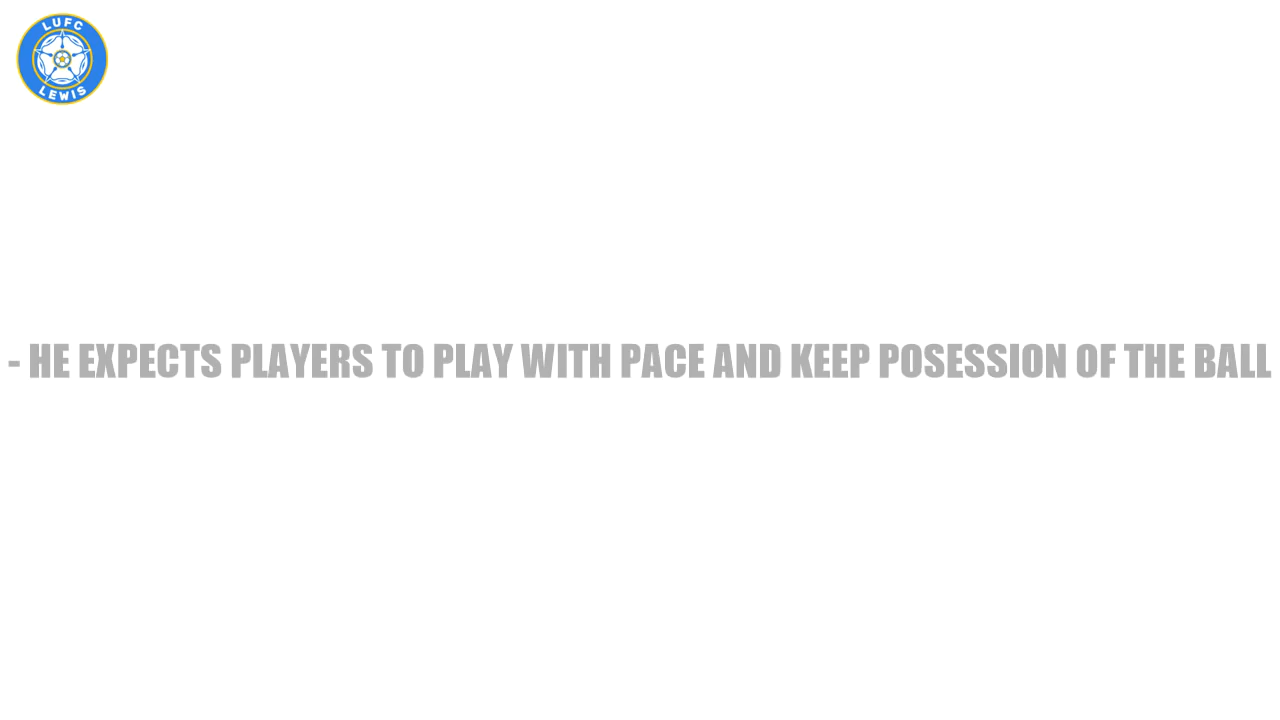 LUFC
LEWIS
- HE EXPECTS PLAYERS TO PLAY WITH PACE AND KEEP POSESSION OF THE BALL